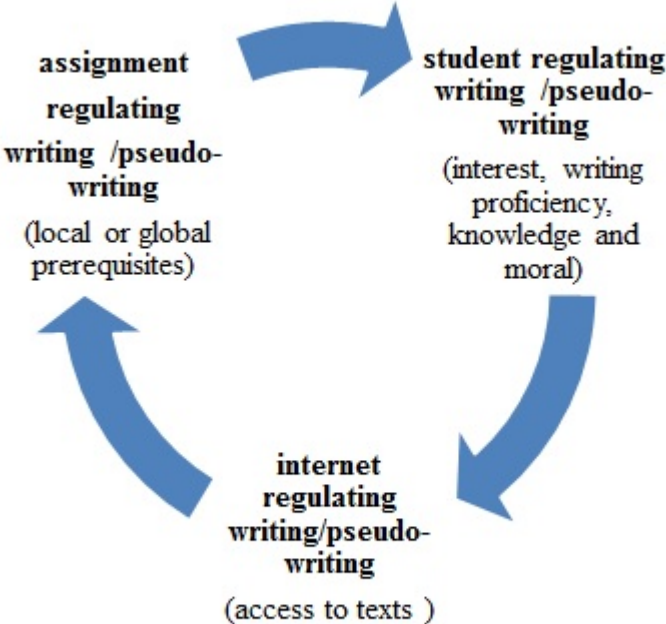 assignment
regulating
writing /pseudo-
writing
(local or global
prerequisites)
student regulating
writing /pseudo-
writing
(interest, writing
proficiency,
knowledge and
moral)
internet
regulating
writing/pseudo-
writing
(access to texts )